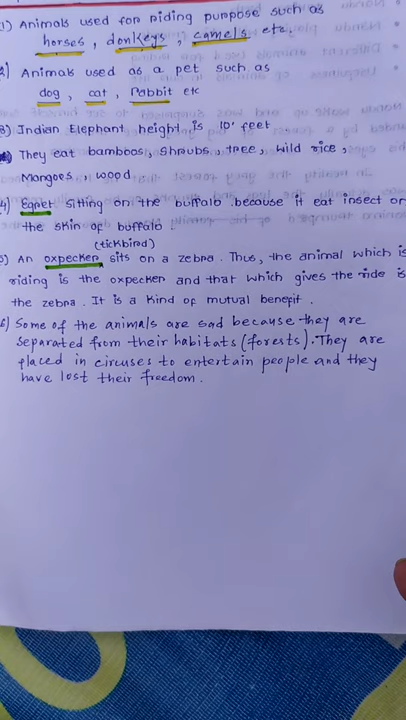 1) Animals used for riding purpose such as
horses, donkeys, camels etc.
2) Animals used as a pet such as
dog, cat, Rabbit etc
3) Indian Elephant height is 10' feet
They eat bamboos, shrubs, tree, wild rice,
Mangoes, wood
4) Egret sitting on the buffalo because it eat insect on
the skin of buffalo.
(tickbird)
5) An oxpecker sits on a zebra. Thus, the animal which is
riding is the oxpecker and that which gives the ride is
the zebra. It is a kind of mutual benefit.
6) Some of the animals are sad because they are
separated from their habitats (forests). They are
placed in circuses to entertain people and they
have lost their freedom.